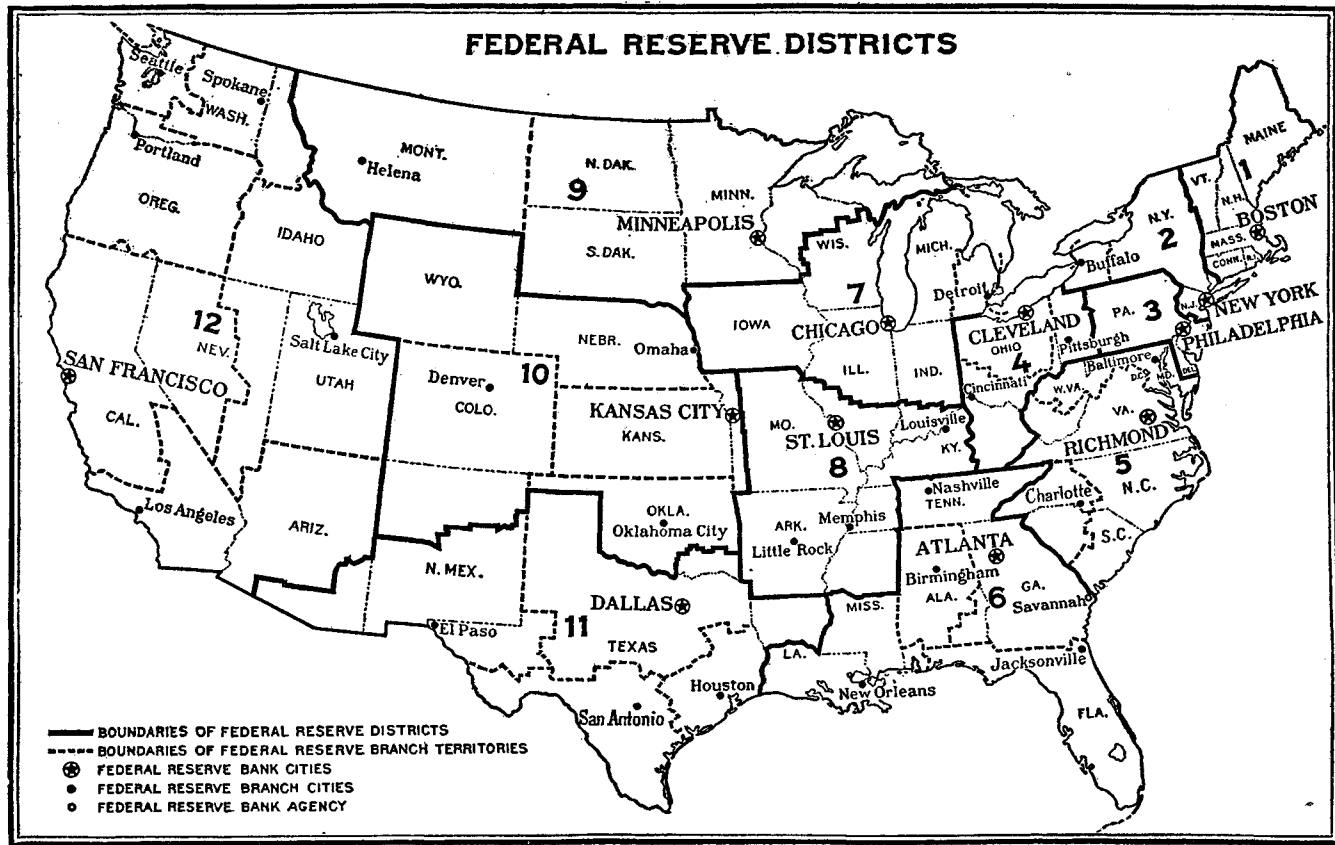 FEDERAL RESERVE DISTRICTS
Seattle
Spokane
WASH.
Portland
OREG.
IDAHO
MONT.
Helena
N. DAK.
9
S. DAK.
MINN.
MINNEAPOLIS
WIS.
MICH.
7
Detroit
MAINE
1
VT.
N.H.
BOSTON
MASS.
CONN.
R.I.
N.Y.
2
Buffalo
NEW YORK
N.J.
PA.
3
PHILADELPHIA
WYO.
12
NEV.
Salt Lake City
UTAH
SAN FRANCISCO
CAL.
Los Angeles
ARIZ.
NEBR.
Omaha
10
Denver
COLO.
KANSAS CITY
KANS.
IOWA
CHICAGO
ILL.
IND.
CLEVELAND
OHIO
4
Pittsburgh
Cincinnati
Baltimore
D.C.
MD.
DEL.
W.VA.
VA.
RICHMOND
5
N.C.
Charlotte
S.C.
MO.
ST. LOUIS
8
Louisville
KY.
Nashville
TENN.
Memphis
ARK.
Little Rock
OKLA.
Oklahoma City
N. MEX.
El Paso
DALLAS
11
TEXAS
Houston
San Antonio
LA.
New Orleans
MISS.
ATLANTA
Birmingham
ALA.
6
GA.
Savannah
Jacksonville
FLA.
BOUNDARIES OF FEDERAL RESERVE DISTRICTS
BOUNDARIES OF FEDERAL RESERVE BRANCH TERRITORIES
FEDERAL RESERVE BANK CITIES
FEDERAL RESERVE BRANCH CITIES
FEDERAL RESERVE BANK AGENCY